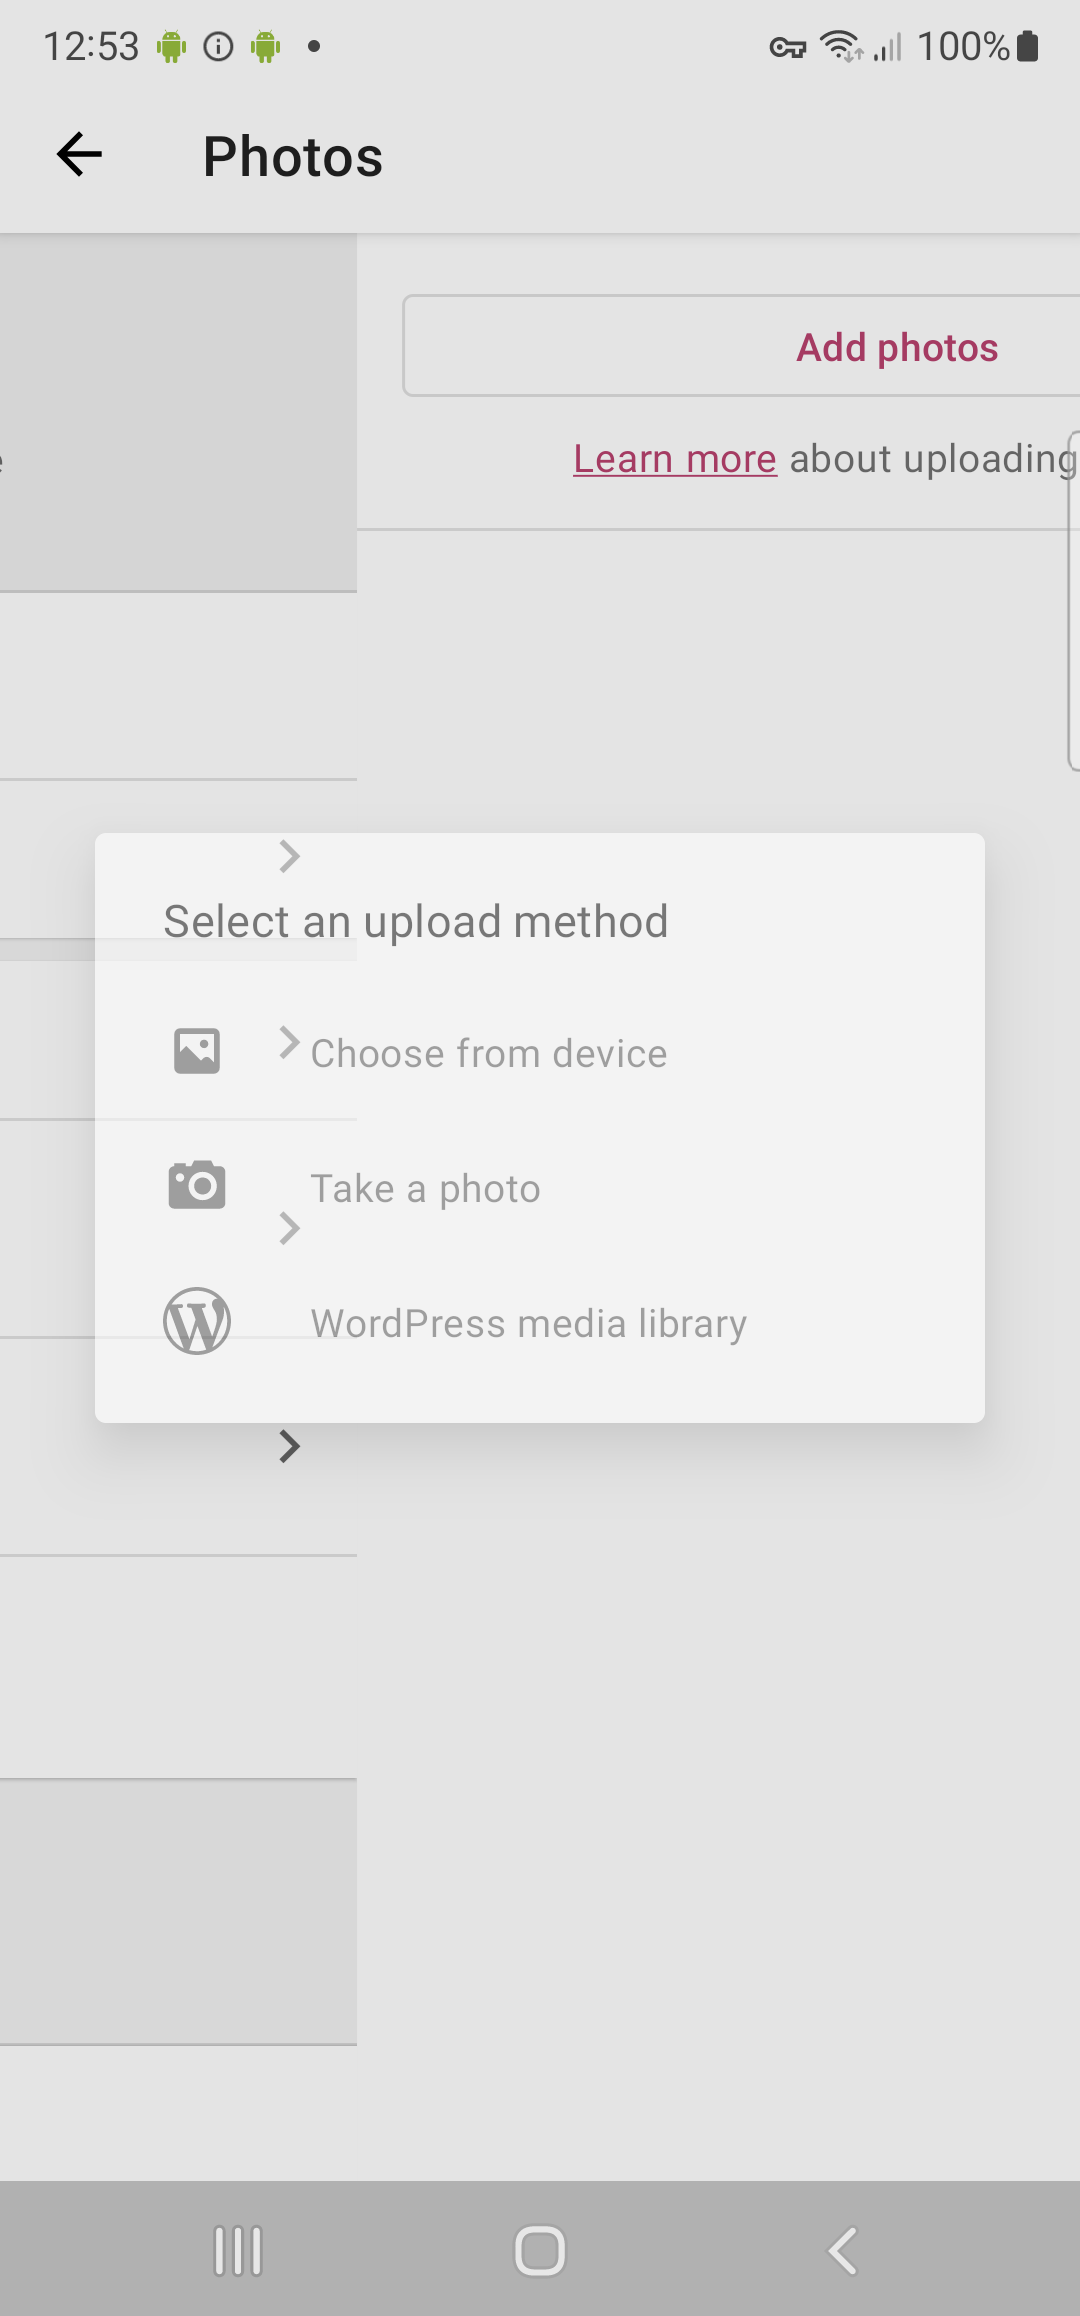 12:53
100%
Photos
Add photos
Learn more about uploading
Select an upload method
Choose from device
Take a photo
WordPress media library